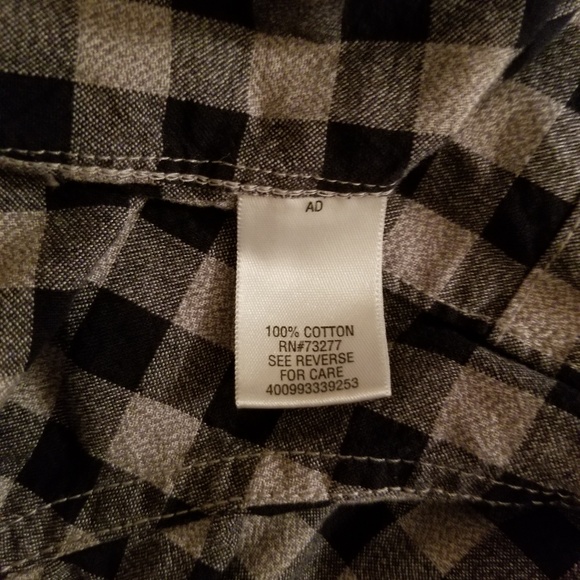 AD
100% COTTON
RN#73277
SEE REVERSE
FOR CARE
400993339253